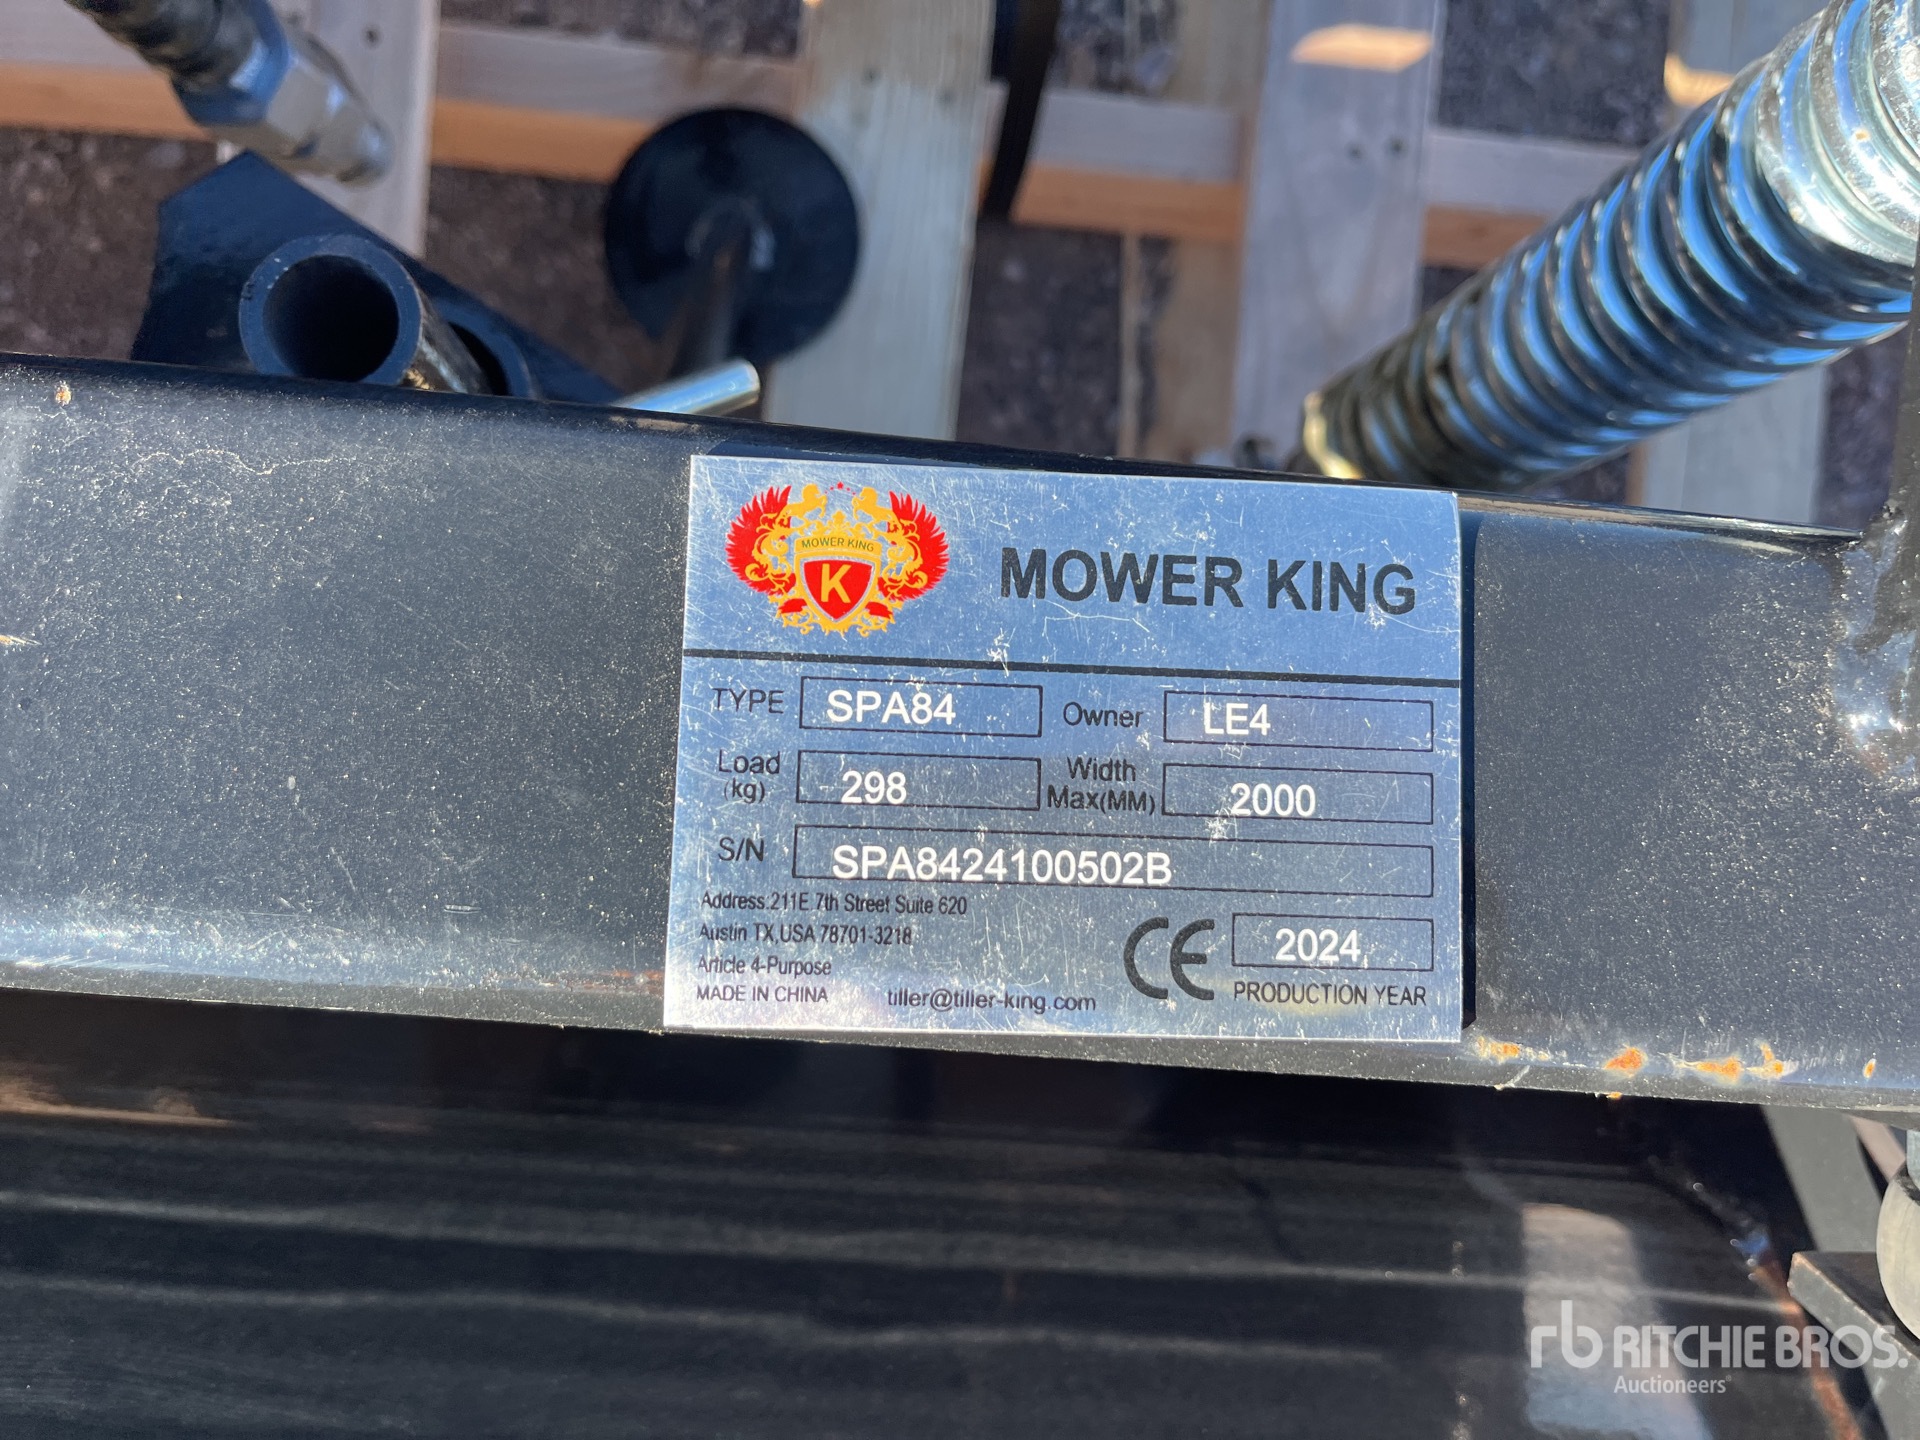 MOWER KING
K
MOWER KING
TYPE SPA84 Owner LE4
Load (kg) 298 Width Max(MM) 2000
S/N SPA8424100502B
Address:211E 7th Street Suite 620
Austin TX,USA 78701-3218
Article 4-Purpose
MADE IN CHINA tiller@tiller-king.com
CE 2024
PRODUCTION YEAR
rb RITCHIE BROS.
Auctioneers